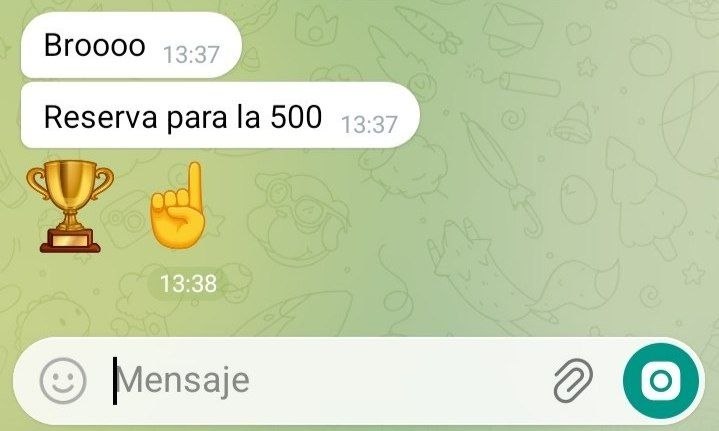 Broooo 13:37
Reserva para la 500 13:37
🏆 ☝️
13:38
Mensaje